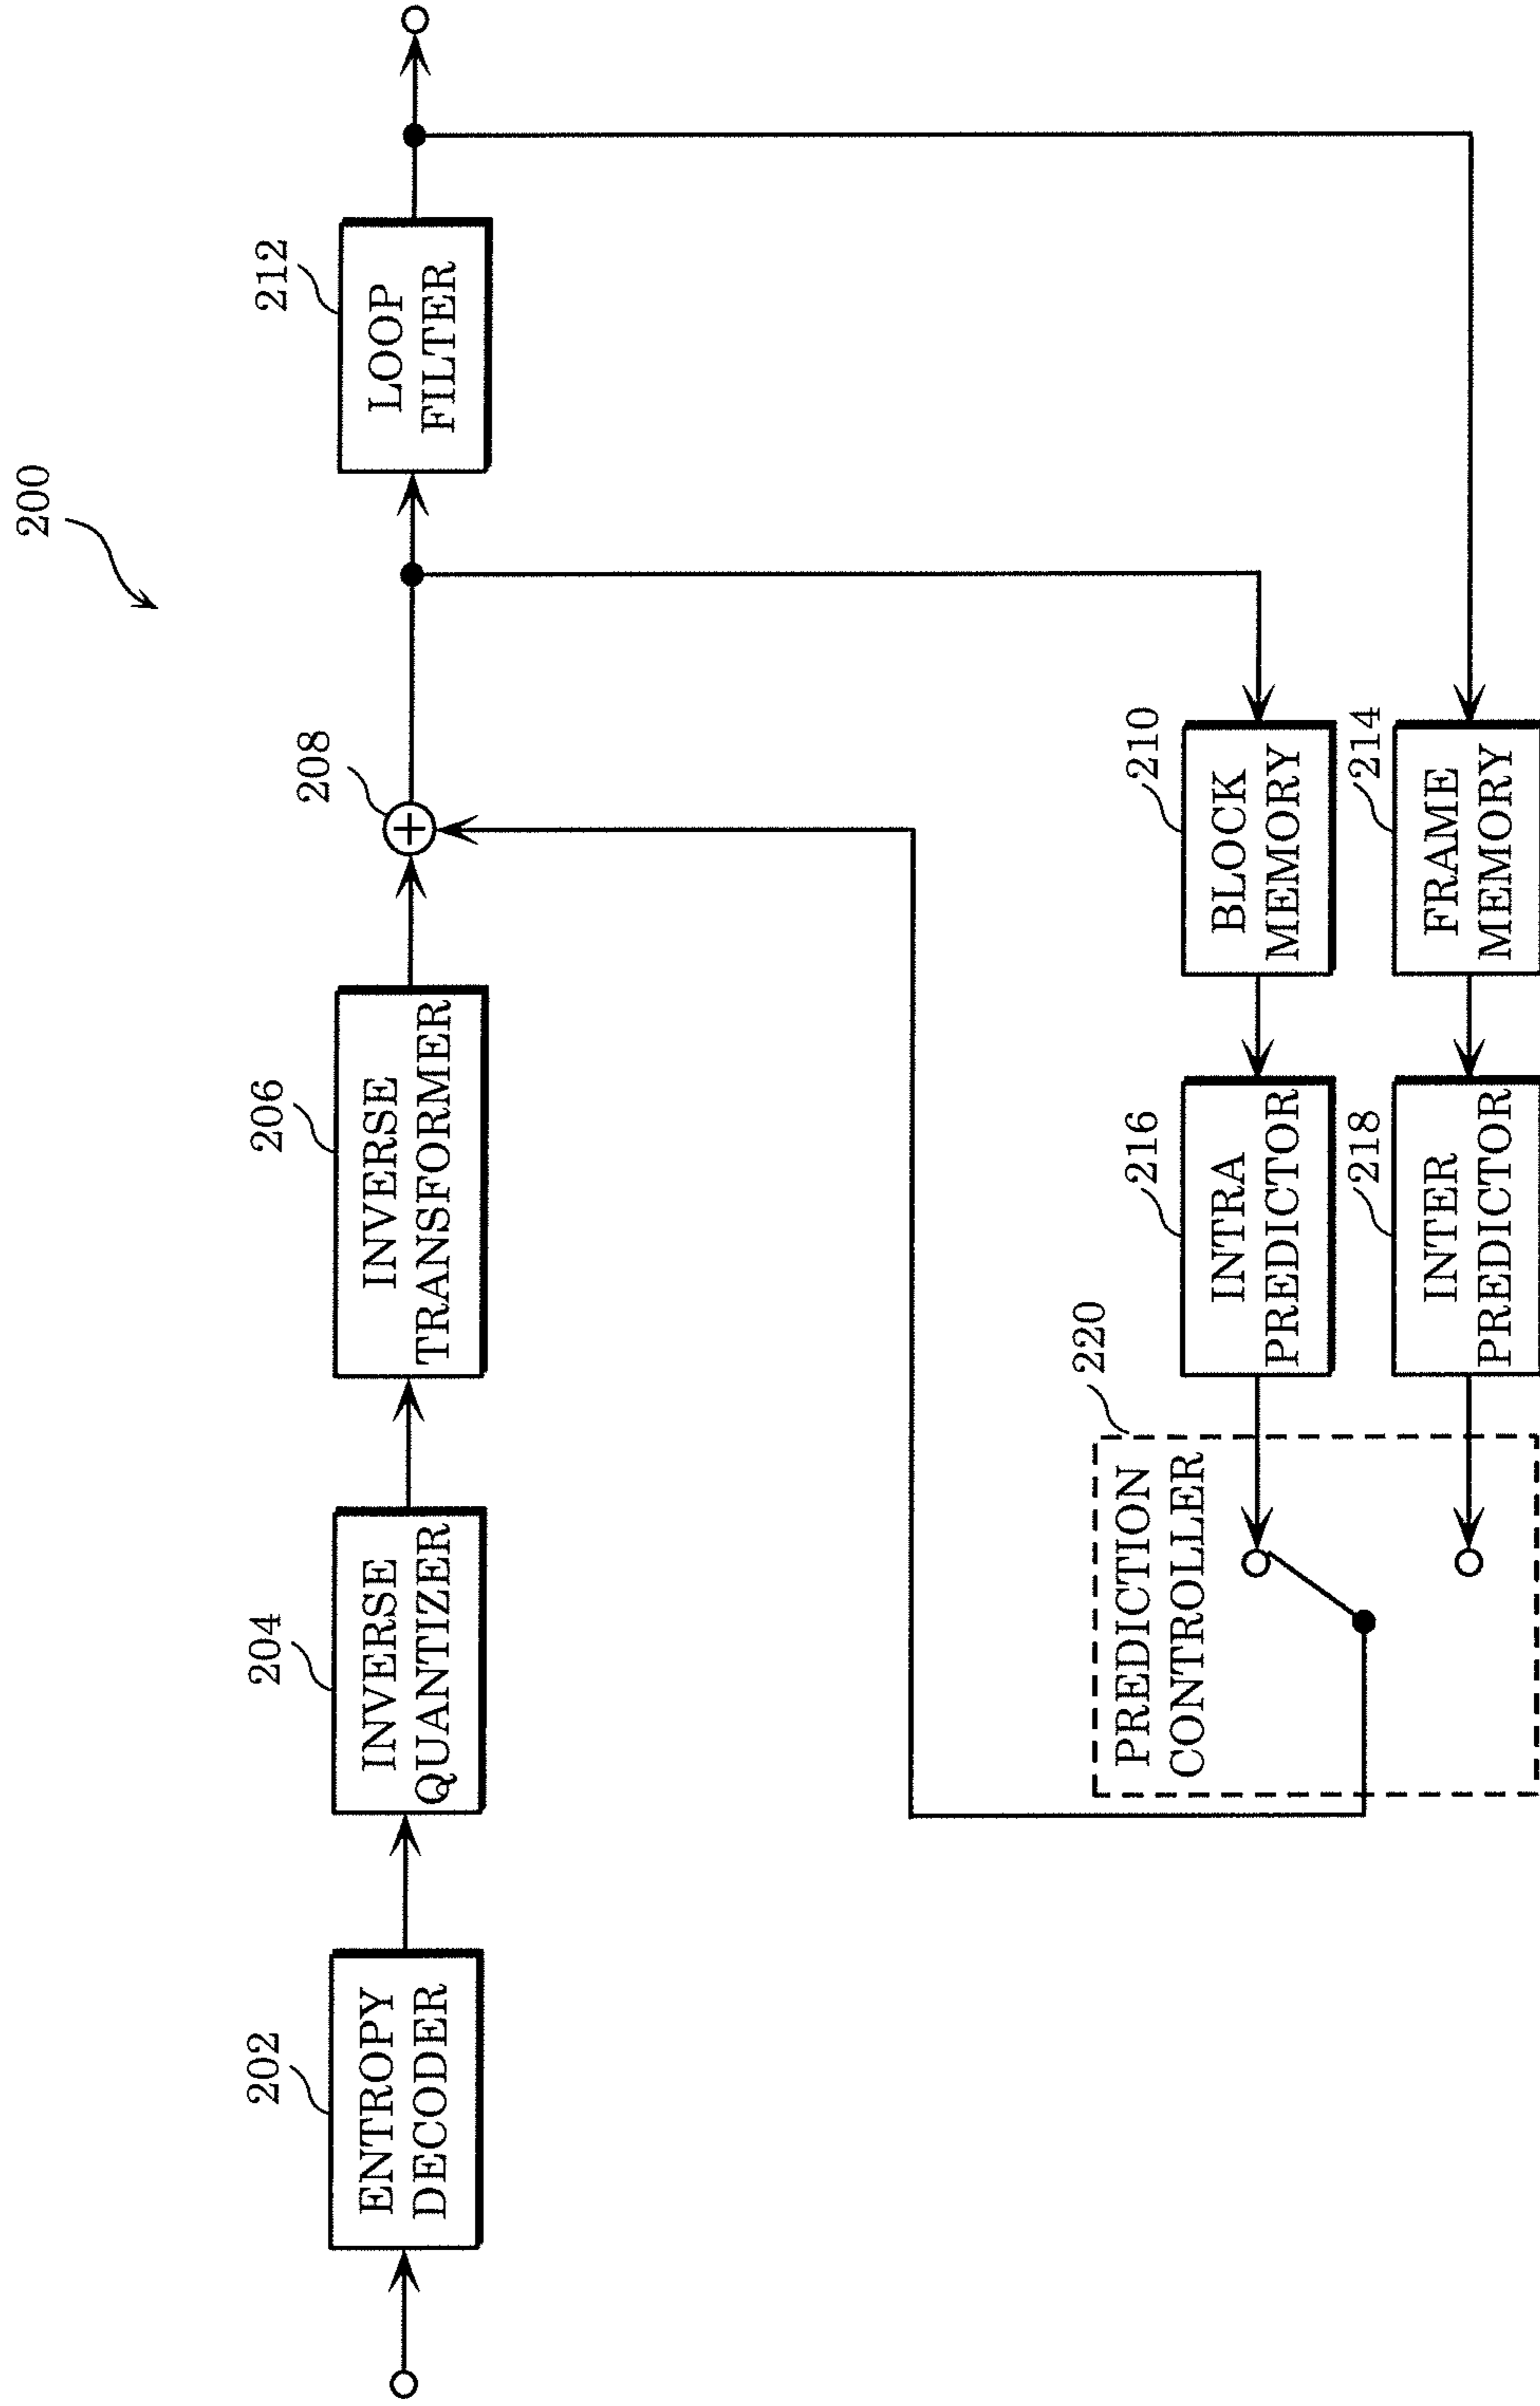 200
202
ENTROPY
DECODER
204
INVERSE
QUANTIZER
206
INVERSE
TRANSFORMER
208
+
212
LOOP
FILTER
220
PREDICTION
CONTROLLER
216
INTRA
PREDICTOR
210
BLOCK
MEMORY
218
INTER
PREDICTOR
214
FRAME
MEMORY